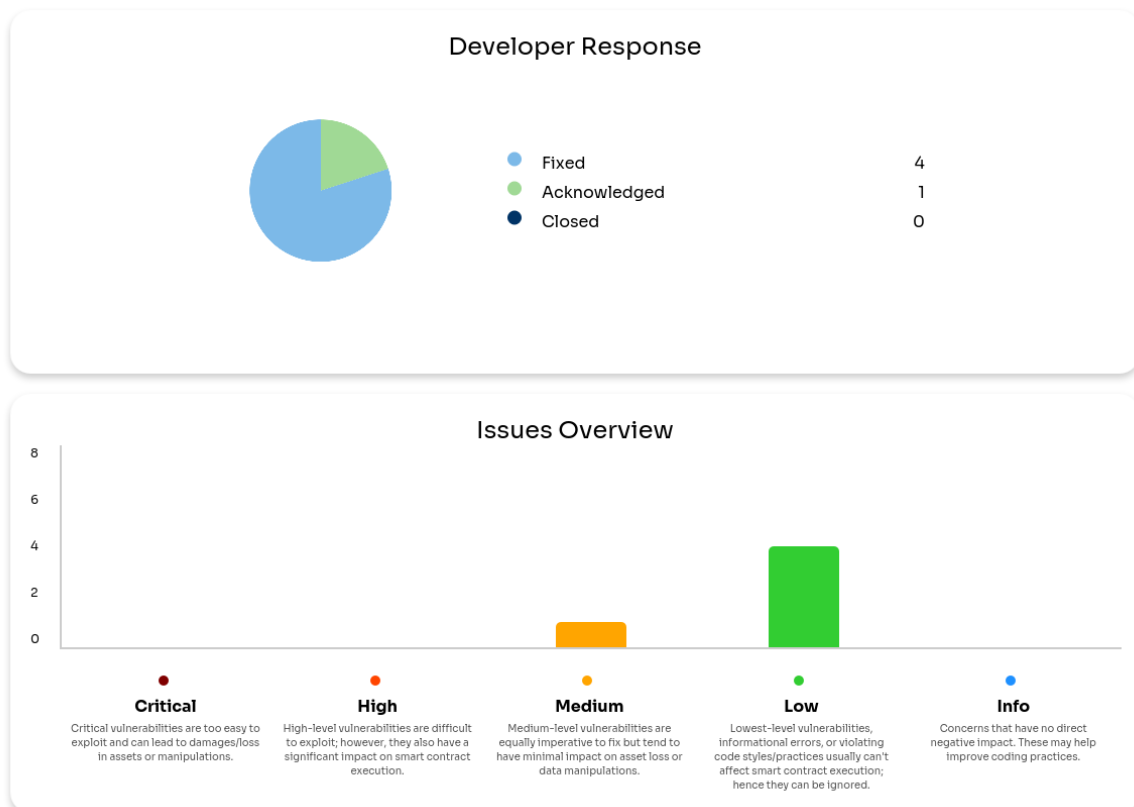 Developer Response
Fixed 4
Acknowledged 1
Closed 0
Issues Overview
8
6
4
2
0
Critical
Critical vulnerabilities are too easy to
exploit and can lead to damages/loss
in assets or manipulations.
High
High-level vulnerabilities are difficult
to exploit; however, they also have a
significant impact on smart contract
execution.
Medium
Medium-level vulnerabilities are
equally imperative to fix but tend to
have minimal impact on asset loss or
data manipulations.
Low
Lowest-level vulnerabilities,
informational errors, or violating
code styles/practices usually can't
affect smart contract execution;
hence they can be ignored.
Info
Concerns that have no direct
negative impact. These may help
improve coding practices.